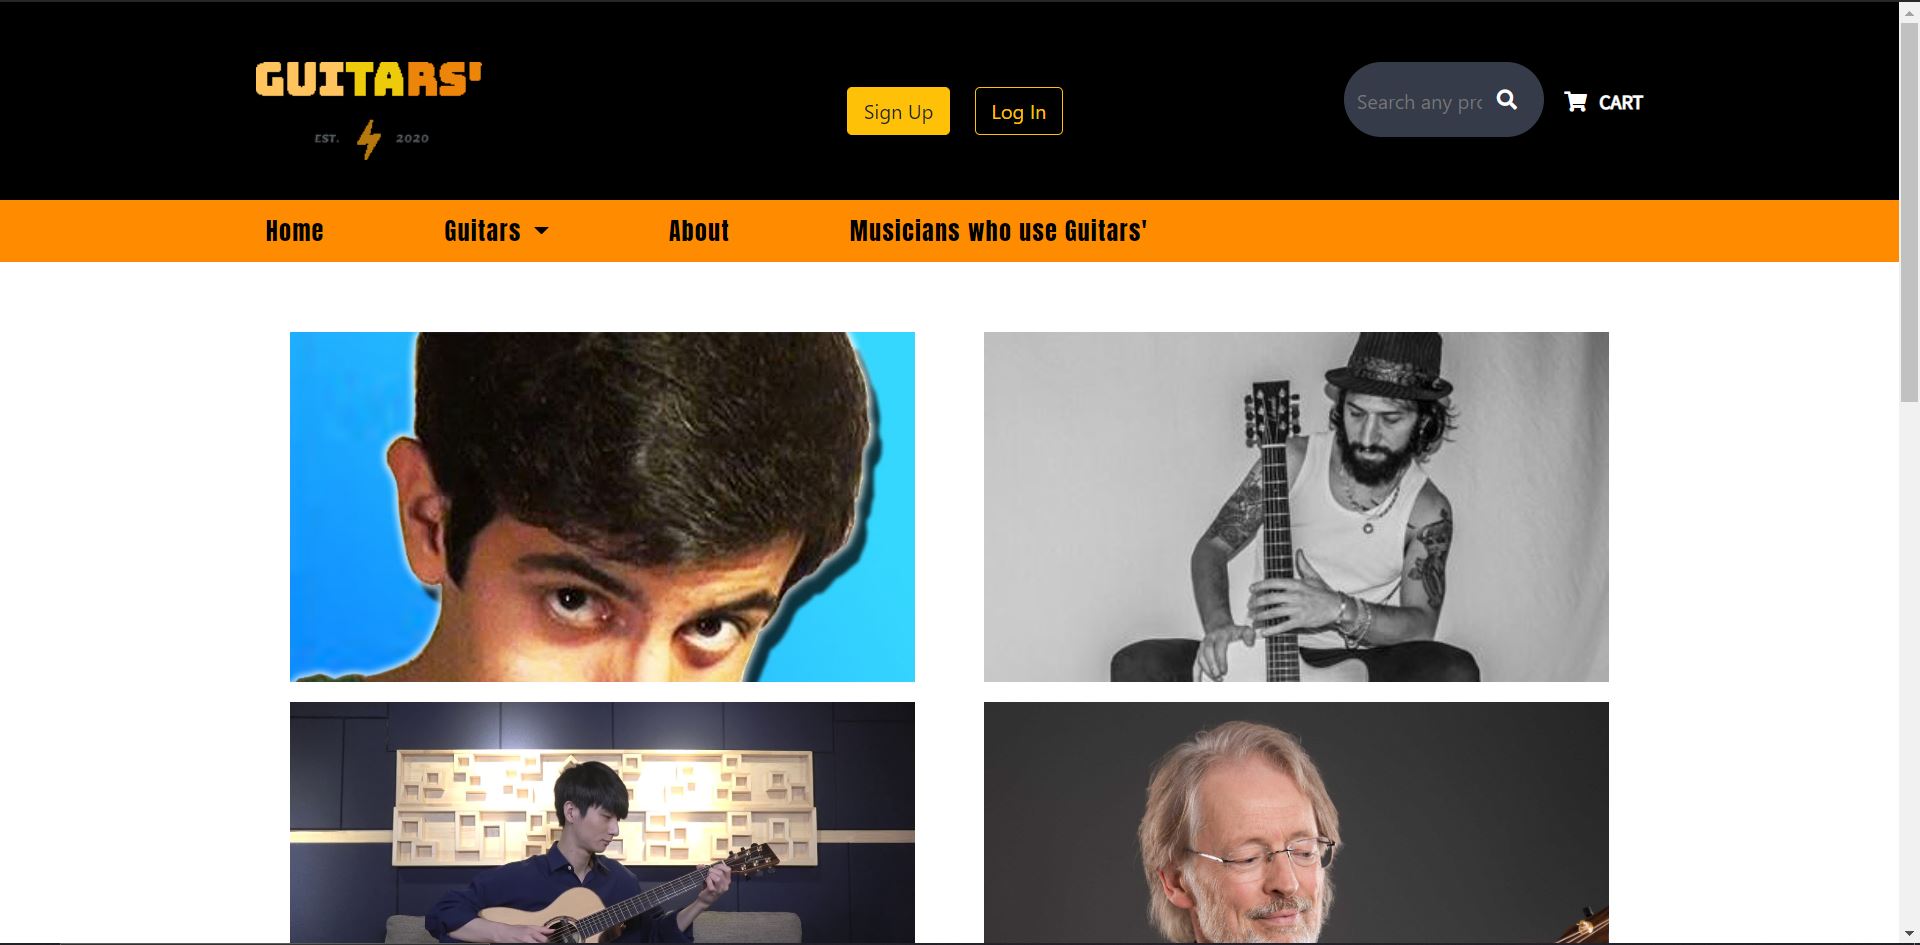 GUITARS'
EST. 2020
Sign Up
Log In
Search any prc
CART
Home
Guitars
About
Musicians who use Guitars'